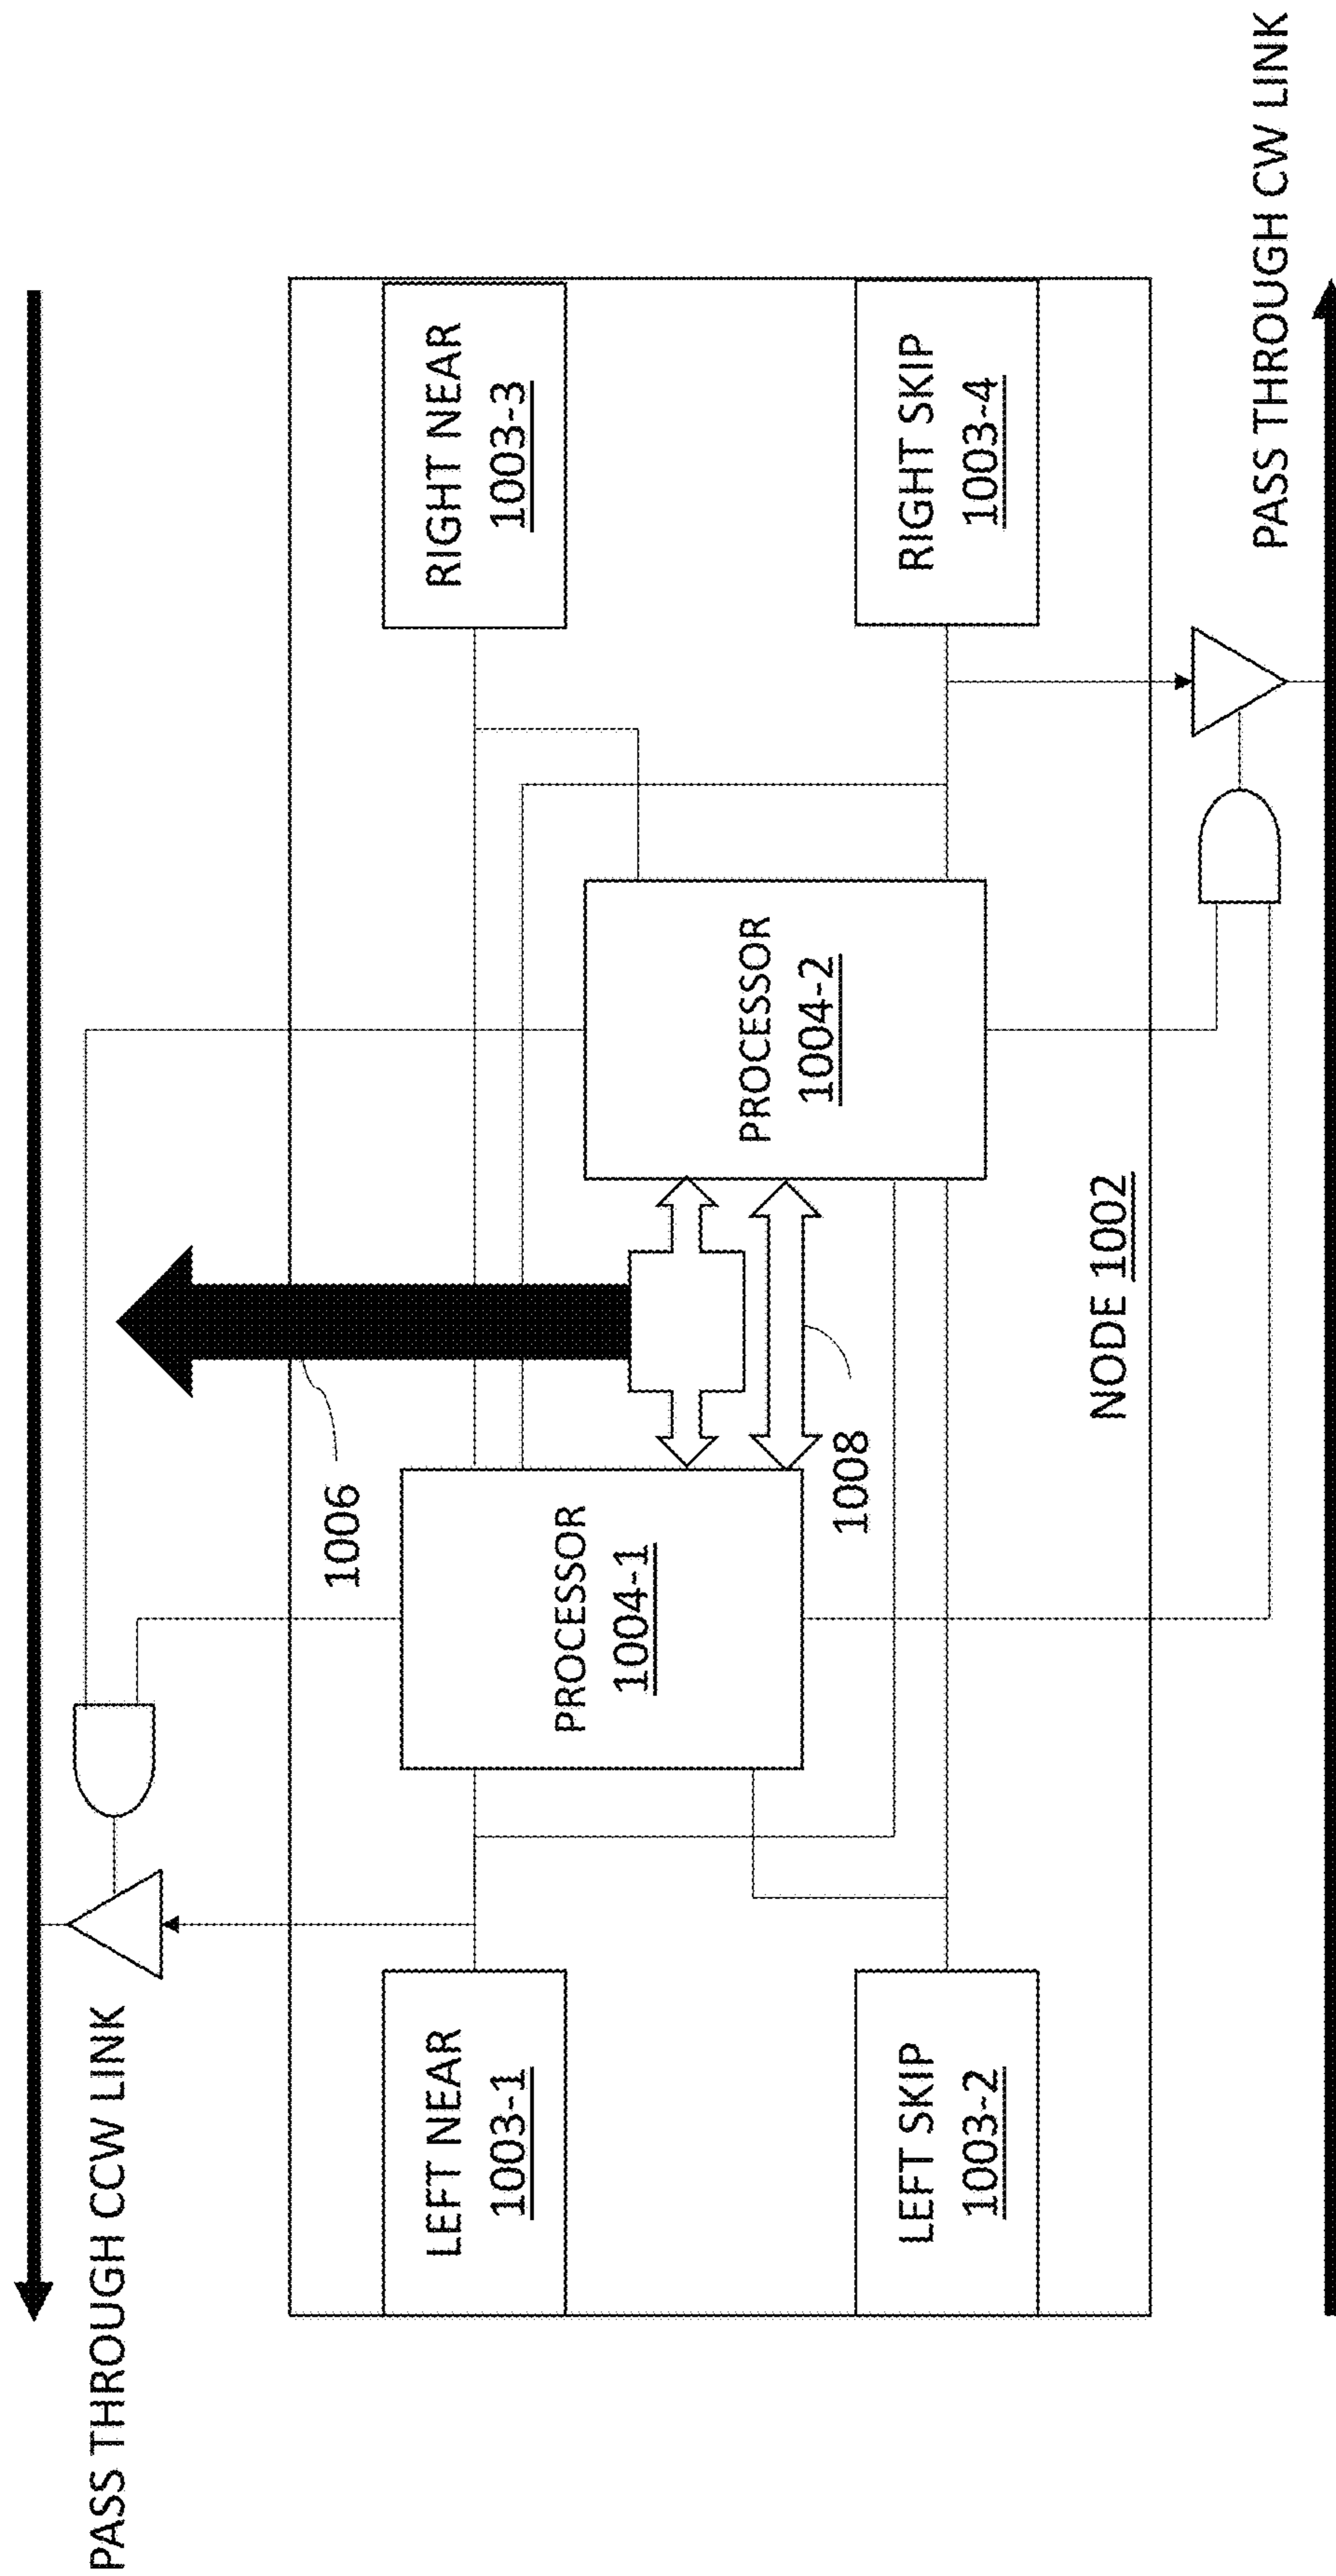 PASS THROUGH CCW LINK
LEFT NEAR
1003-1
RIGHT NEAR
1003-3
1006
PROCESSOR
1004-1
PROCESSOR
1004-2
1008
LEFT SKIP
1003-2
RIGHT SKIP
1003-4
NODE 1002
PASS THROUGH CW LINK